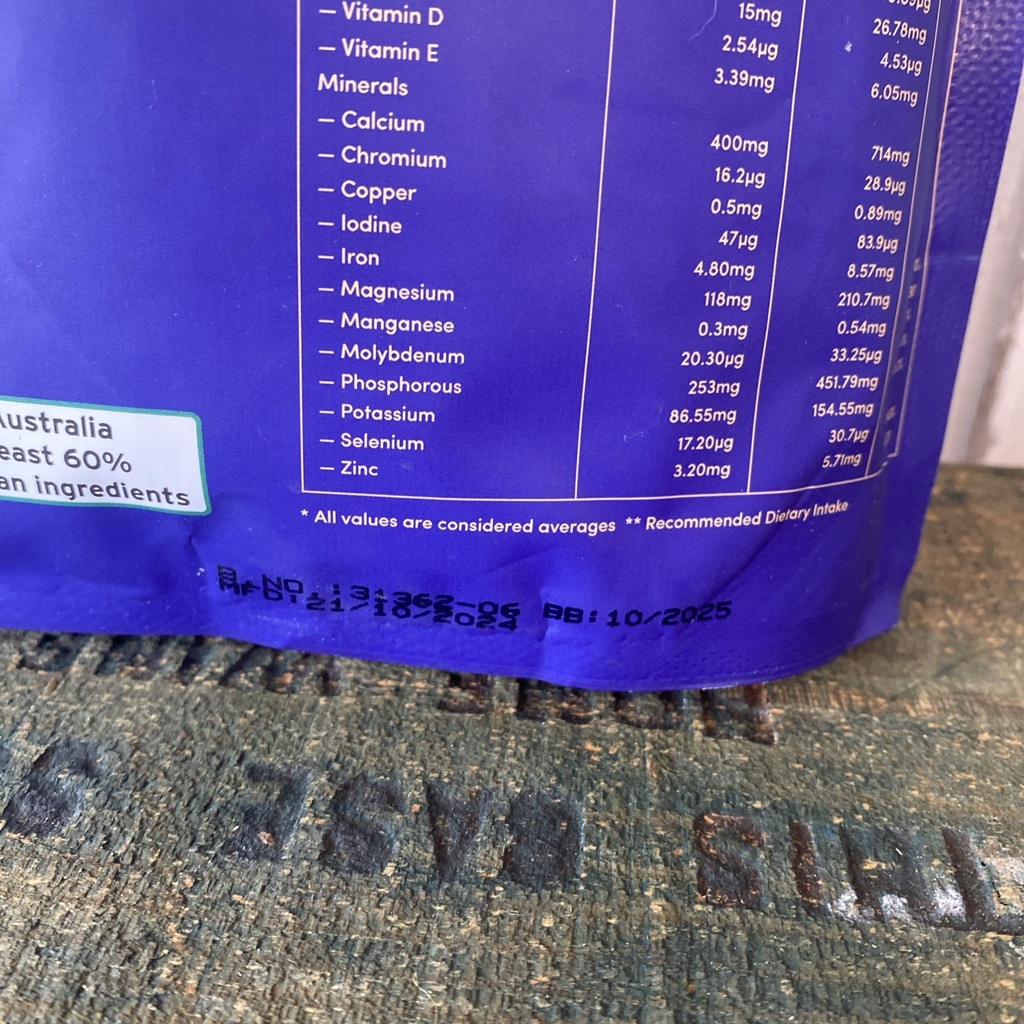 15mg 26.78mg
— Vitamin D 2.54µg 4.53µg
— Vitamin E 3.39mg 6.05mg
Minerals
— Calcium 400mg 714mg
— Chromium 16.2µg 28.9µg
— Copper 0.5mg 0.89mg
— Iodine 47µg 83.9µg
— Iron 4.80mg 8.57mg
— Magnesium 118mg 210.7mg
— Manganese 0.3mg 0.54mg
— Molybdenum 20.30µg 33.25µg
— Phosphorous 253mg 451.79mg
— Potassium 86.55mg 154.55mg
— Selenium 17.20µg 30.7µg
— Zinc 3.20mg 5.71mg
* All values are considered averages ** Recommended Dietary Intake
Australia
east 60%
an ingredients
B.NO.:31362-06
MFD:21/10/2024 BB:10/2025
THIS BASE